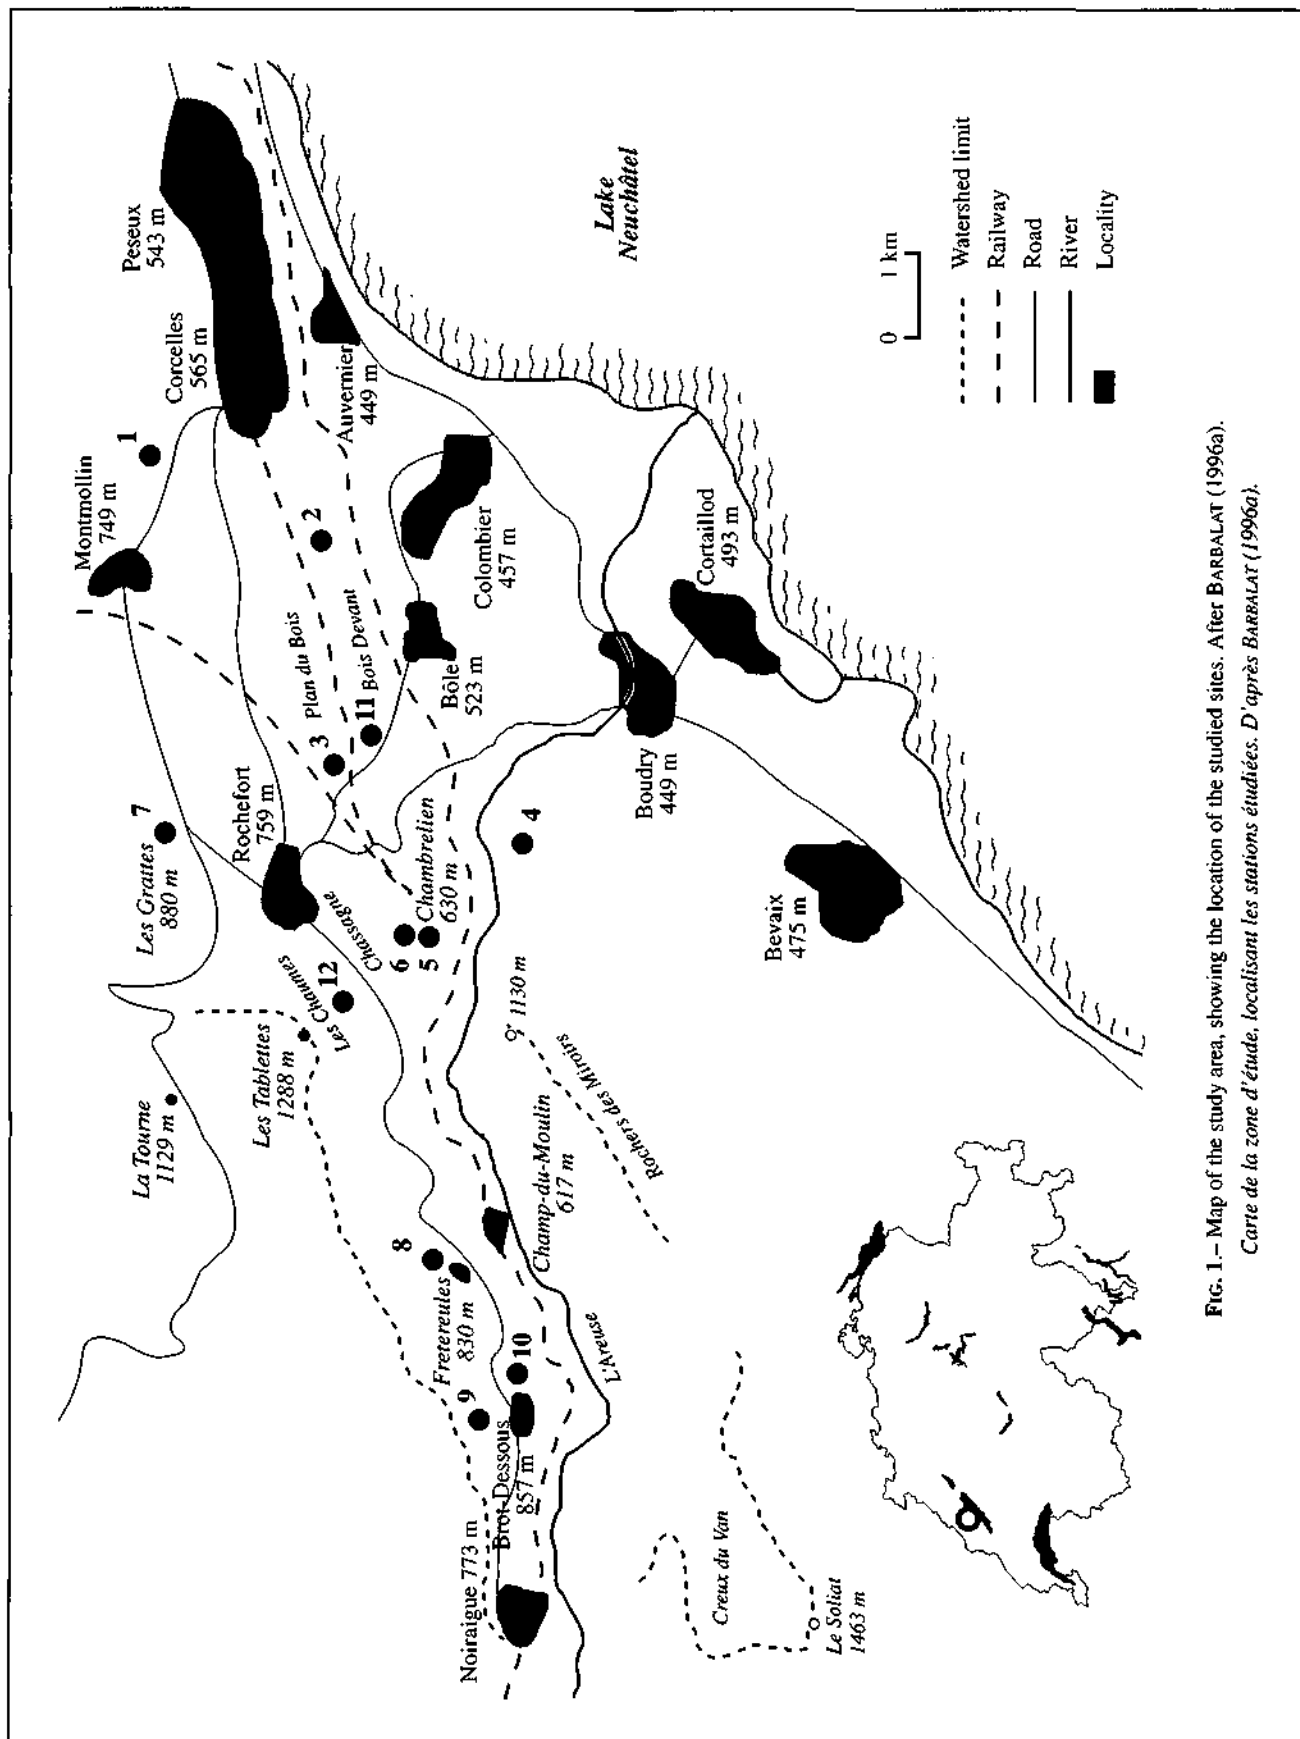 Peseux
543 m
Corcelles
565 m
1
Montmollin
749 m
Auvernier
449 m
2
Colombier
457 m
Plan du Bois
Bois Devant
11
3
Bôle
523 m
Rochefort
759 m
7
Les Grattes
880 m
Chambrelien
630 m
4
Chassagne
6
5
12
Les Chaumes
Les Tablettes
1288 m
La Tourne
1129 m
1130 m
Rochers des Miroirs
Champ-du-Moulin
617 m
8
Fretereules
830 m
10
9
L'Areuse
Brot-Dessous
857 m
Noiraigue 773 m
Creux du Van
Le Soliat
1463 m
Boudry
449 m
Cortaillod
493 m
Bevaix
475 m
Lake
Neuchâtel
0 1 km
Watershed limit
Railway
Road
River
Locality
FIG. 1.– Map of the study area, showing the location of the studied sites. After BARBALAT (1996a).
Carte de la zone d'étude, localisant les stations étudiées. D'après BARBALAT (1996a).